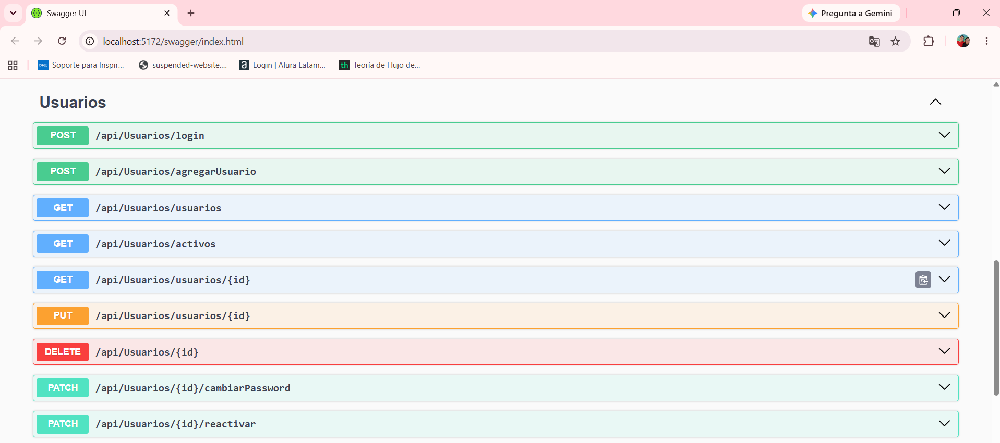 Swagger UI
Pregunta a Gemini
localhost:5172/swagger/index.html
DELL Soporte para Inspir...
suspended-website....
a Login | Alura Latam...
th Teoría de Flujo de...
Usuarios
POST /api/Usuarios/login
POST /api/Usuarios/agregarUsuario
GET /api/Usuarios/usuarios
GET /api/Usuarios/activos
GET /api/Usuarios/usuarios/{id}
PUT /api/Usuarios/usuarios/{id}
DELETE /api/Usuarios/{id}
PATCH /api/Usuarios/{id}/cambiarPassword
PATCH /api/Usuarios/{id}/reactivar